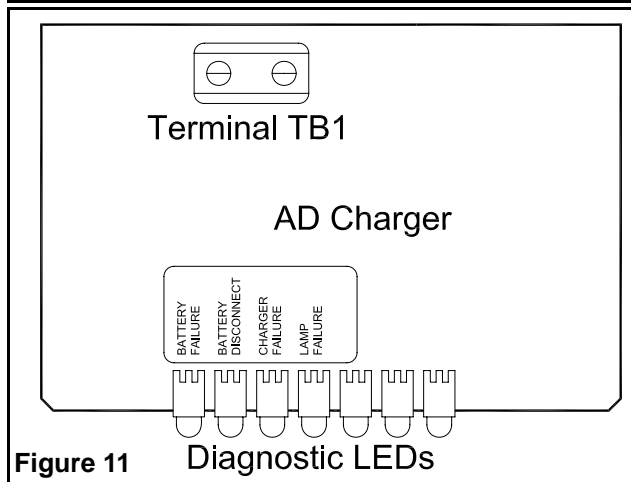 Terminal TB1
AD Charger
BATTERY
FAILURE
BATTERY
DISCONNECT
CHARGER
FAILURE
LAMP
FAILURE
Figure 11
Diagnostic LEDs